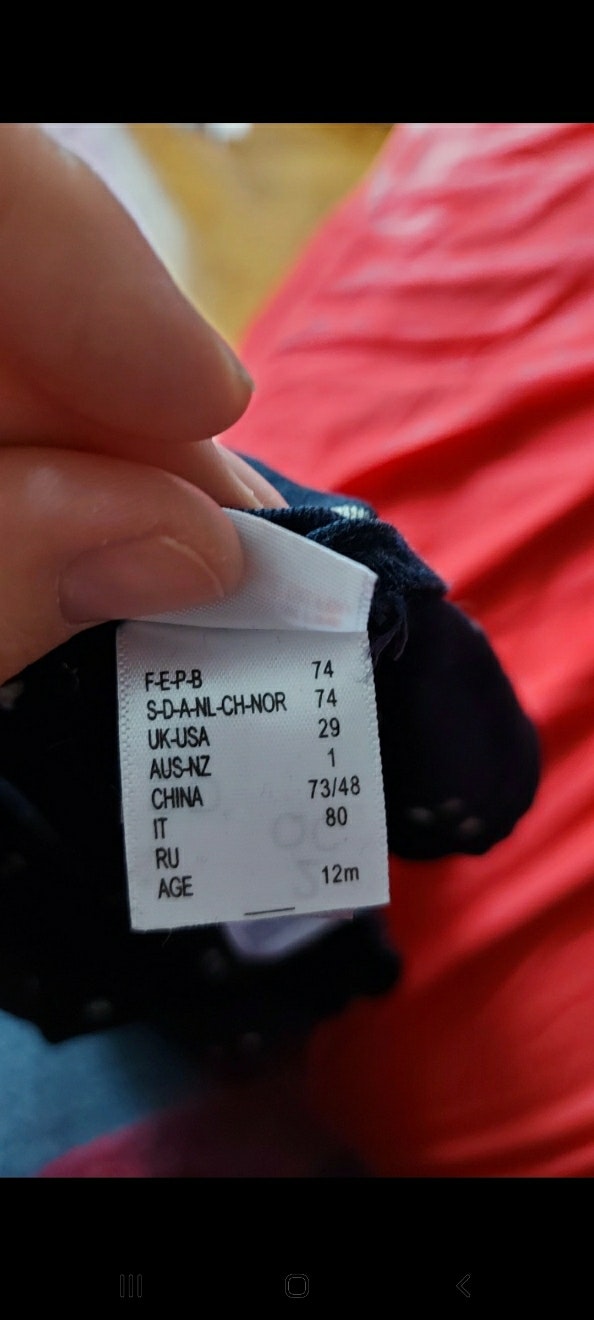 F-E-P-B 74
S-D-A-NL-CH-NOR 74
UK-USA 29
AUS-NZ 1
CHINA 73/48
IT 80
RU
AGE 12m